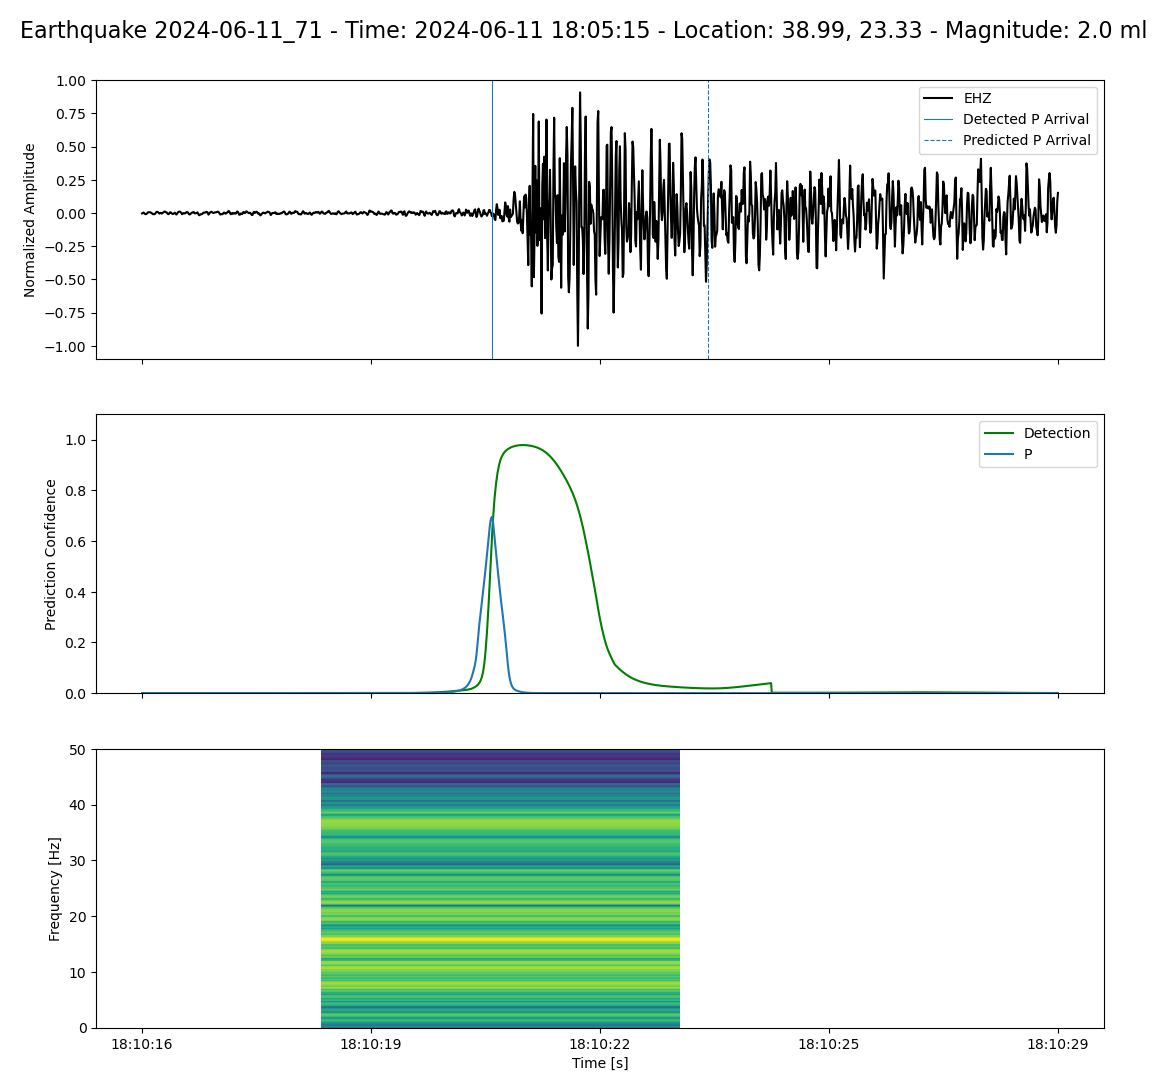 Earthquake 2024-06-11_71 - Time: 2024-06-11 18:05:15 - Location: 38.99, 23.33 - Magnitude: 2.0 ml
1.00
0.75
0.50
0.25
0.00
−0.25
−0.50
−0.75
−1.00
Normalized Amplitude
EHZ
Detected P Arrival
Predicted P Arrival
1.0
0.8
0.6
0.4
0.2
0.0
Prediction Confidence
Detection
P
50
40
30
20
10
0
Frequency [Hz]
18:10:16 18:10:19 18:10:22 18:10:25 18:10:29
Time [s]